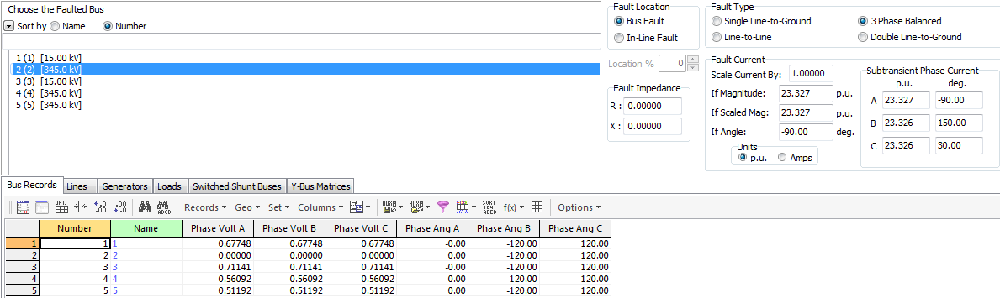 Choose the Faulted Bus
Sort by Name Number
1 (1) [15.00 kV]
2 (2) [345.0 kV]
3 (3) [15.00 kV]
4 (4) [345.0 kV]
5 (5) [345.0 kV]
Fault Location
Bus Fault
In-Line Fault
Location % 0
Fault Impedance
R : 0.00000
X : 0.00000
Fault Type
Single Line-to-Ground 3 Phase Balanced
Line-to-Line Double Line-to-Ground
Fault Current
Scale Current By: 1.00000
If Magnitude: 23.327 p.u.
If Scaled Mag: 23.327 p.u.
If Angle: -90.00 deg.
Units
p.u. Amps
Subtransient Phase Current
p.u. deg.
A 23.327 -90.00
B 23.326 150.00
C 23.326 30.00
Bus Records Lines Generators Loads Switched Shunt Buses Y-Bus Matrices
OPT. .00 .0 .00 ABCD Records Geo Set Columns AUXB AUXB SORT 124 ABCD f(x) Options
Number Name Phase Volt A Phase Volt B Phase Volt C Phase Ang A Phase Ang B Phase Ang C
1 1 1 0.67748 0.67748 0.67748 -0.00 -120.00 120.00
2 2 2 0.00000 0.00000 0.00000 0.00 -120.00 120.00
3 3 3 0.71141 0.71141 0.71141 -0.00 -120.00 120.00
4 4 4 0.56092 0.56092 0.56092 0.00 -120.00 120.00
5 5 5 0.51192 0.51192 0.51192 0.00 -120.00 120.00